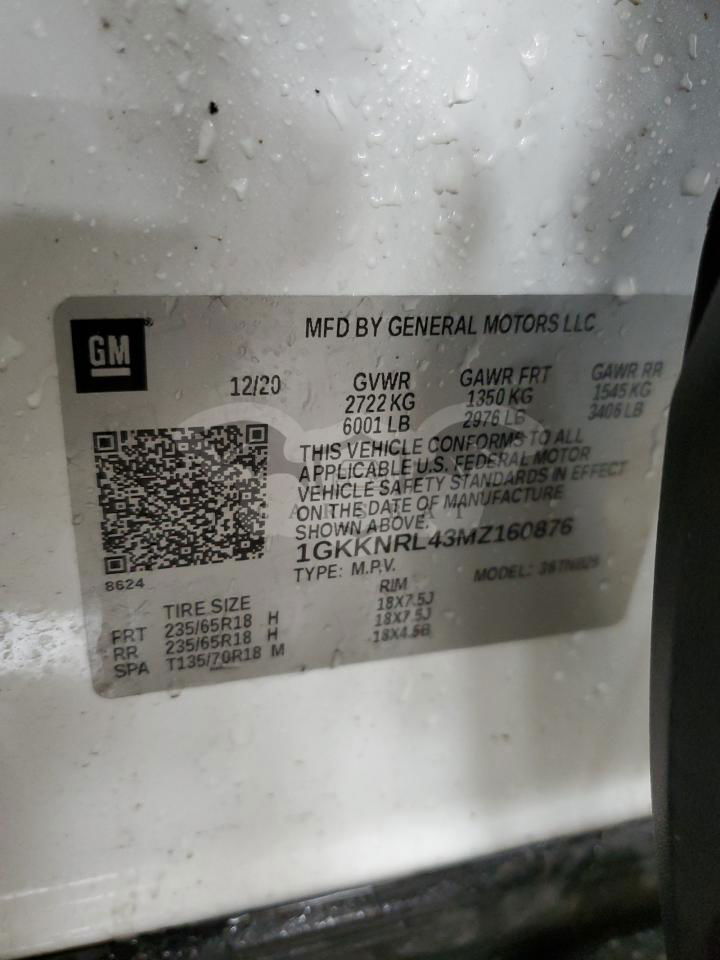 GM
MFD BY GENERAL MOTORS LLC
12/20 GVWR GAWR FRT GAWR RR
2722 KG 1350 KG 1545 KG
6001 LB 2976 LB 3406 LB
THIS VEHICLE CONFORMS TO ALL
APPLICABLE U.S. FEDERAL MOTOR
VEHICLE SAFETY STANDARDS IN EFFECT
ON THE DATE OF MANUFACTURE
SHOWN ABOVE.
1GKKNRL43MZ160876
TYPE: M.P.V. MODEL:
8624
TIRE SIZE RIM
FRT 235/65R18 H 18X7.5J
RR 235/65R18 H 18X7.5J
SPA T135/70R18 M 18X4.5B